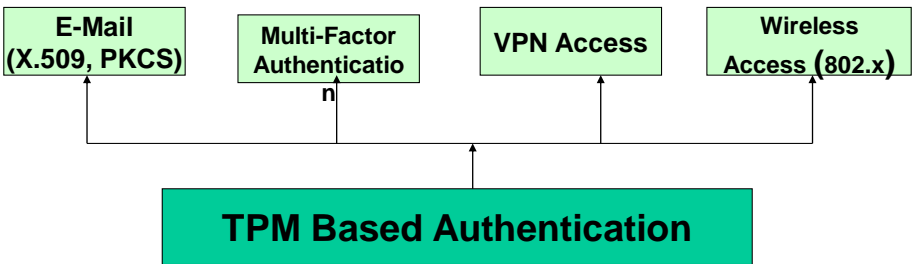 E-Mail
(X.509, PKCS)
Multi-Factor
Authenticatio
n
VPN Access
Wireless
Access (802.x)
TPM Based Authentication